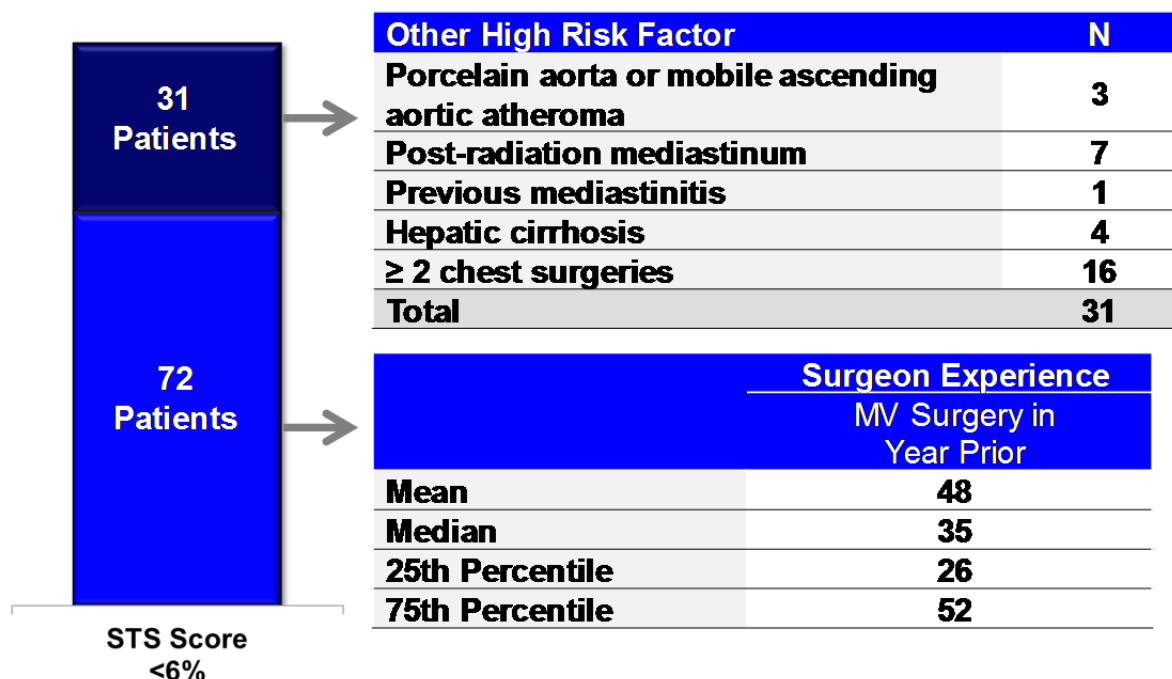 31
Patients
72
Patients
STS Score
<6%
Other High Risk Factor N
Porcelain aorta or mobile ascending
aortic atheroma 3
Post-radiation mediastinum 7
Previous mediastinitis 1
Hepatic cirrhosis 4
≥ 2 chest surgeries 16
Total 31
Surgeon Experience
MV Surgery in
Year Prior
Mean 48
Median 35
25th Percentile 26
75th Percentile 52